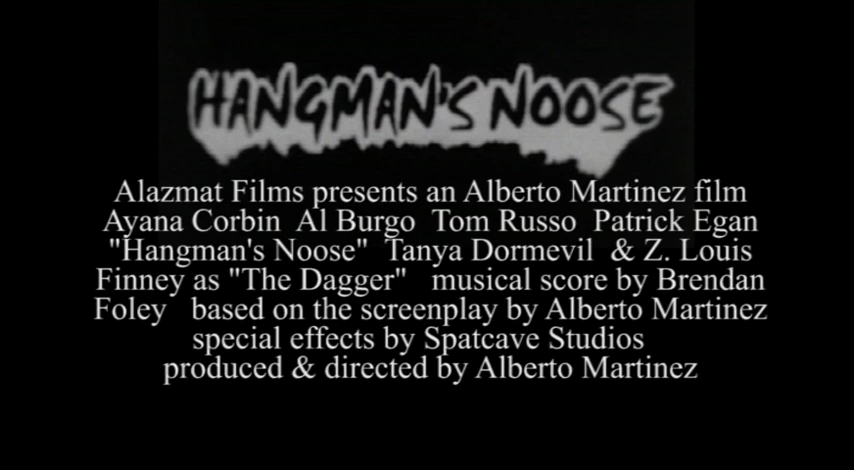 HANGMAN'S NOOSE
Alazmat Films presents an Alberto Martinez film
Ayana Corbin Al Burgo Tom Russo Patrick Egan
"Hangman's Noose" Tanya Dormevil & Z. Louis
Finney as "The Dagger" musical score by Brendan
Foley based on the screenplay by Alberto Martinez
special effects by Spatcave Studios
produced & directed by Alberto Martinez